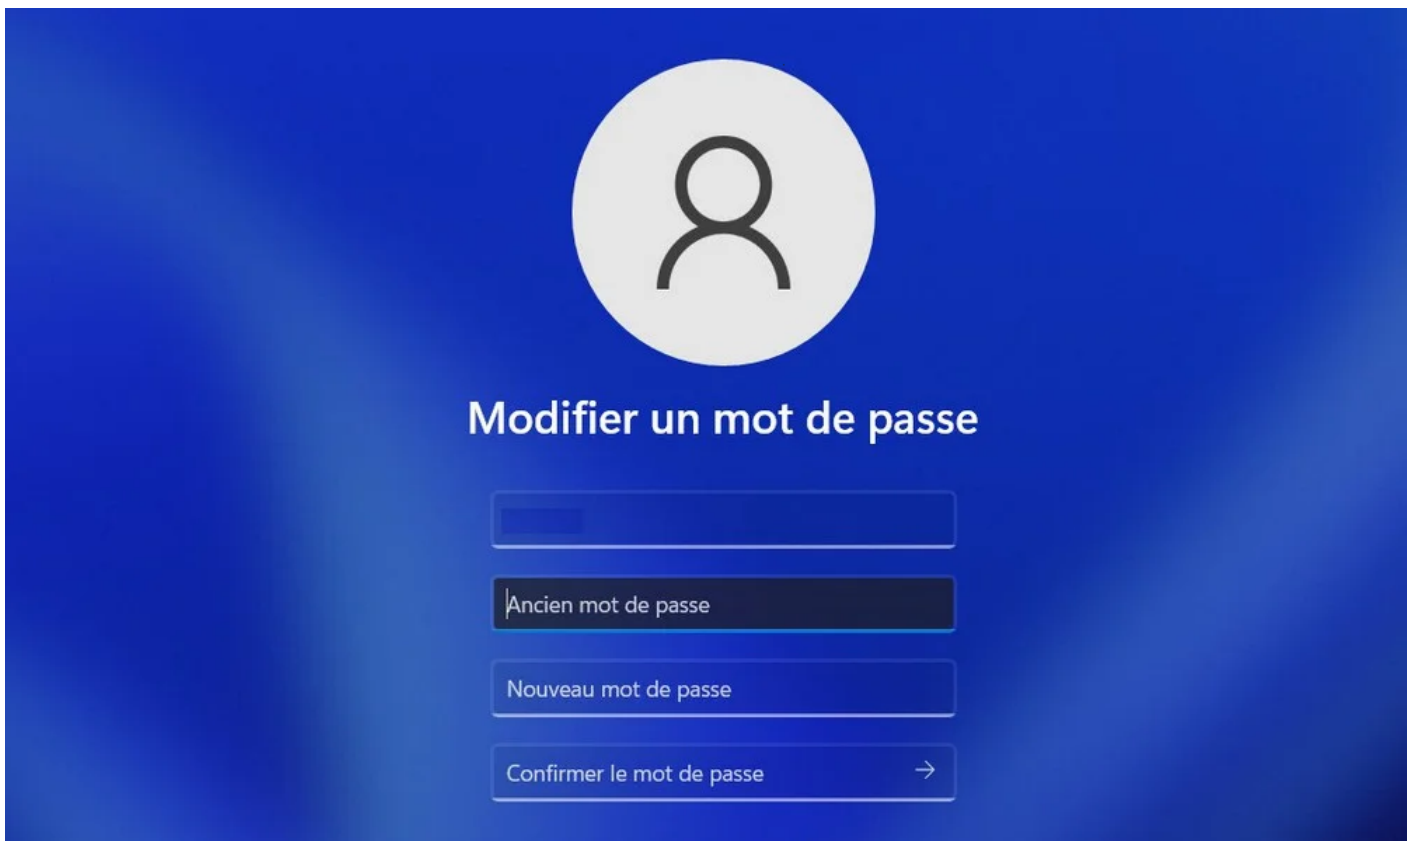 Modifier un mot de passe
Ancien mot de passe
Nouveau mot de passe
Confirmer le mot de passe